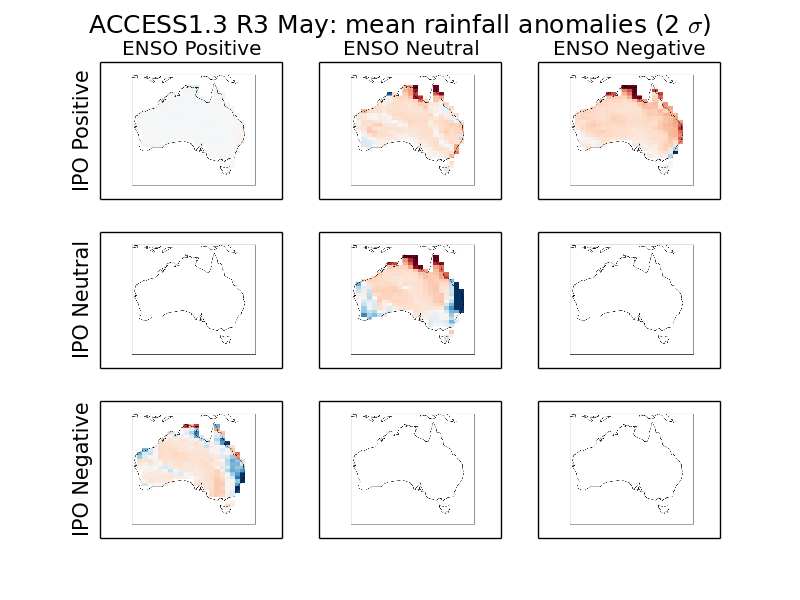 ACCESS1.3 R3 May: mean rainfall anomalies (2 σ)
ENSO Positive ENSO Neutral ENSO Negative
IPO Positive
IPO Neutral
IPO Negative